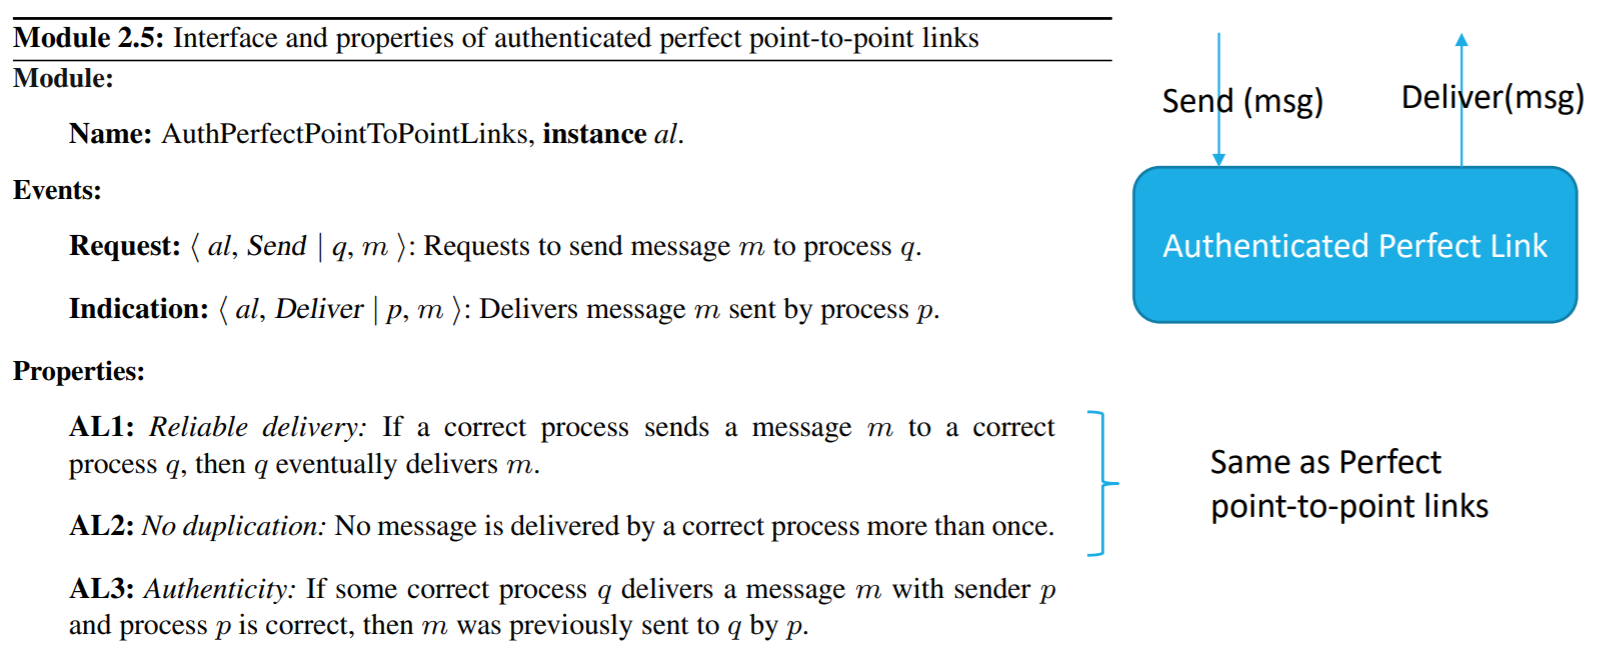 Module 2.5: Interface and properties of authenticated perfect point-to-point links
Module:
Name: AuthPerfectPointToPointLinks, instance al.
Events:
Request: ⟨ al, Send | q, m ⟩: Requests to send message m to process q.
Indication: ⟨ al, Deliver | p, m ⟩: Delivers message m sent by process p.
Properties:
AL1: Reliable delivery: If a correct process sends a message m to a correct
process q, then q eventually delivers m.
AL2: No duplication: No message is delivered by a correct process more than once.
AL3: Authenticity: If some correct process q delivers a message m with sender p
and process p is correct, then m was previously sent to q by p.
Send (msg)
Deliver(msg)
Authenticated Perfect Link
Same as Perfect
point-to-point links